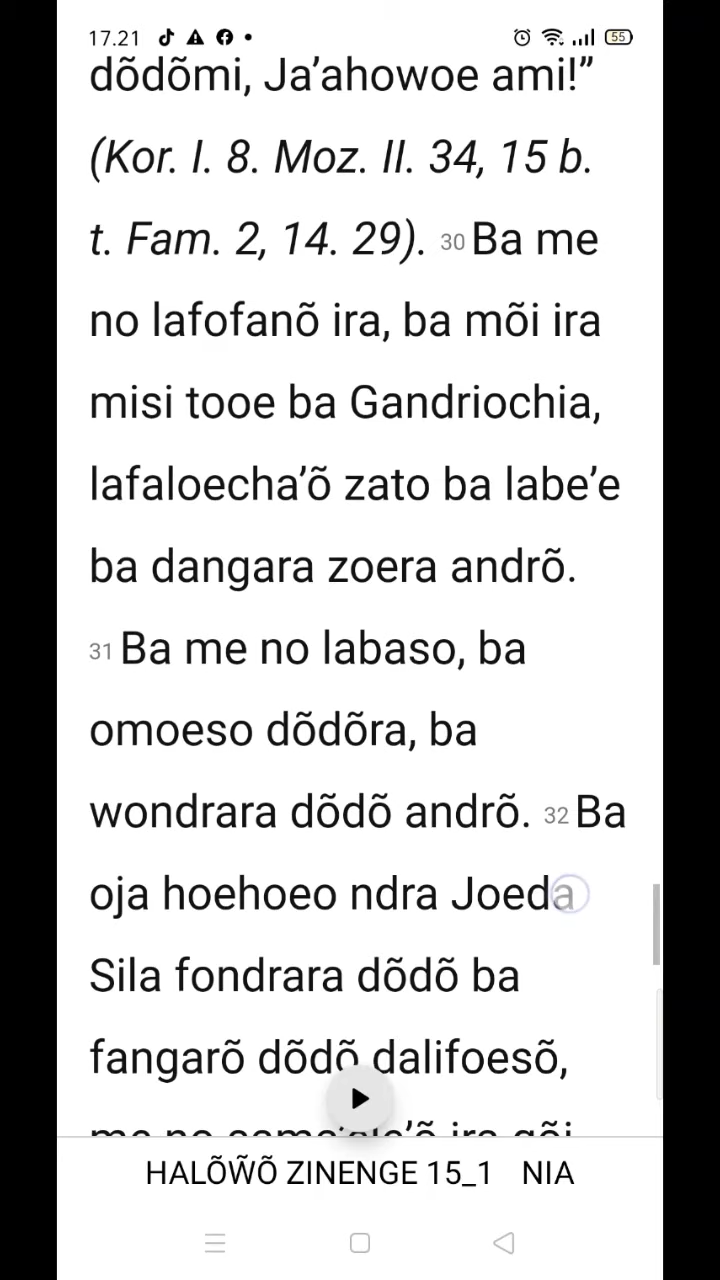 17.21
55
dõdõmi, Ja’ahowoe ami!”
(Kor. I. 8. Moz. II. 34, 15 b.
t. Fam. 2, 14. 29). 30 Ba me
no lafofanõ ira, ba mõi ira
misi tooe ba Gandriochia,
lafaloecha’õ zato ba labe’e
ba dangara zoera andrõ.
31 Ba me no labaso, ba
omoeso dõdõra, ba
wondrara dõdõ andrõ. 32 Ba
oja hoehoeo ndra Joeda
Sila fondrara dõdõ ba
fangarõ dõdõ dalifoesõ,
HALÕW̃Õ ZINENGE 15_1 NIA